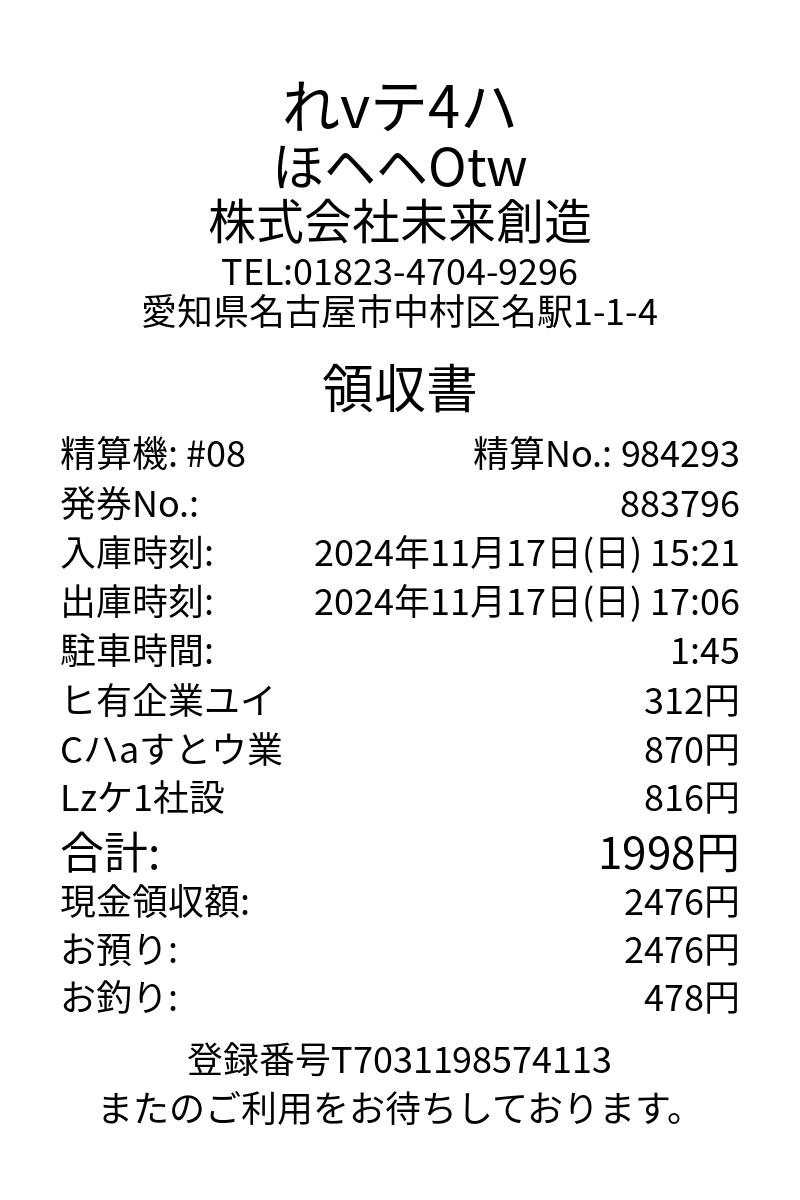 れvテ4ハ
ほヘヘOtw
株式会社未来創造
TEL:01823-4704-9296
愛知県名古屋市中村区名駅1-1-4
領収書
精算機: #08 精算No.: 984293
発券No.: 883796
入庫時刻: 2024年11月17日(日) 15:21
出庫時刻: 2024年11月17日(日) 17:06
駐車時間: 1:45
ヒ有企業ユイ 312円
Cハaすとウ業 870円
Lzケ1社設 816円
合計: 1998円
現金領収額: 2476円
お預り: 2476円
お釣り: 478円
登録番号T7031198574113
またのご利用をお待ちしております。